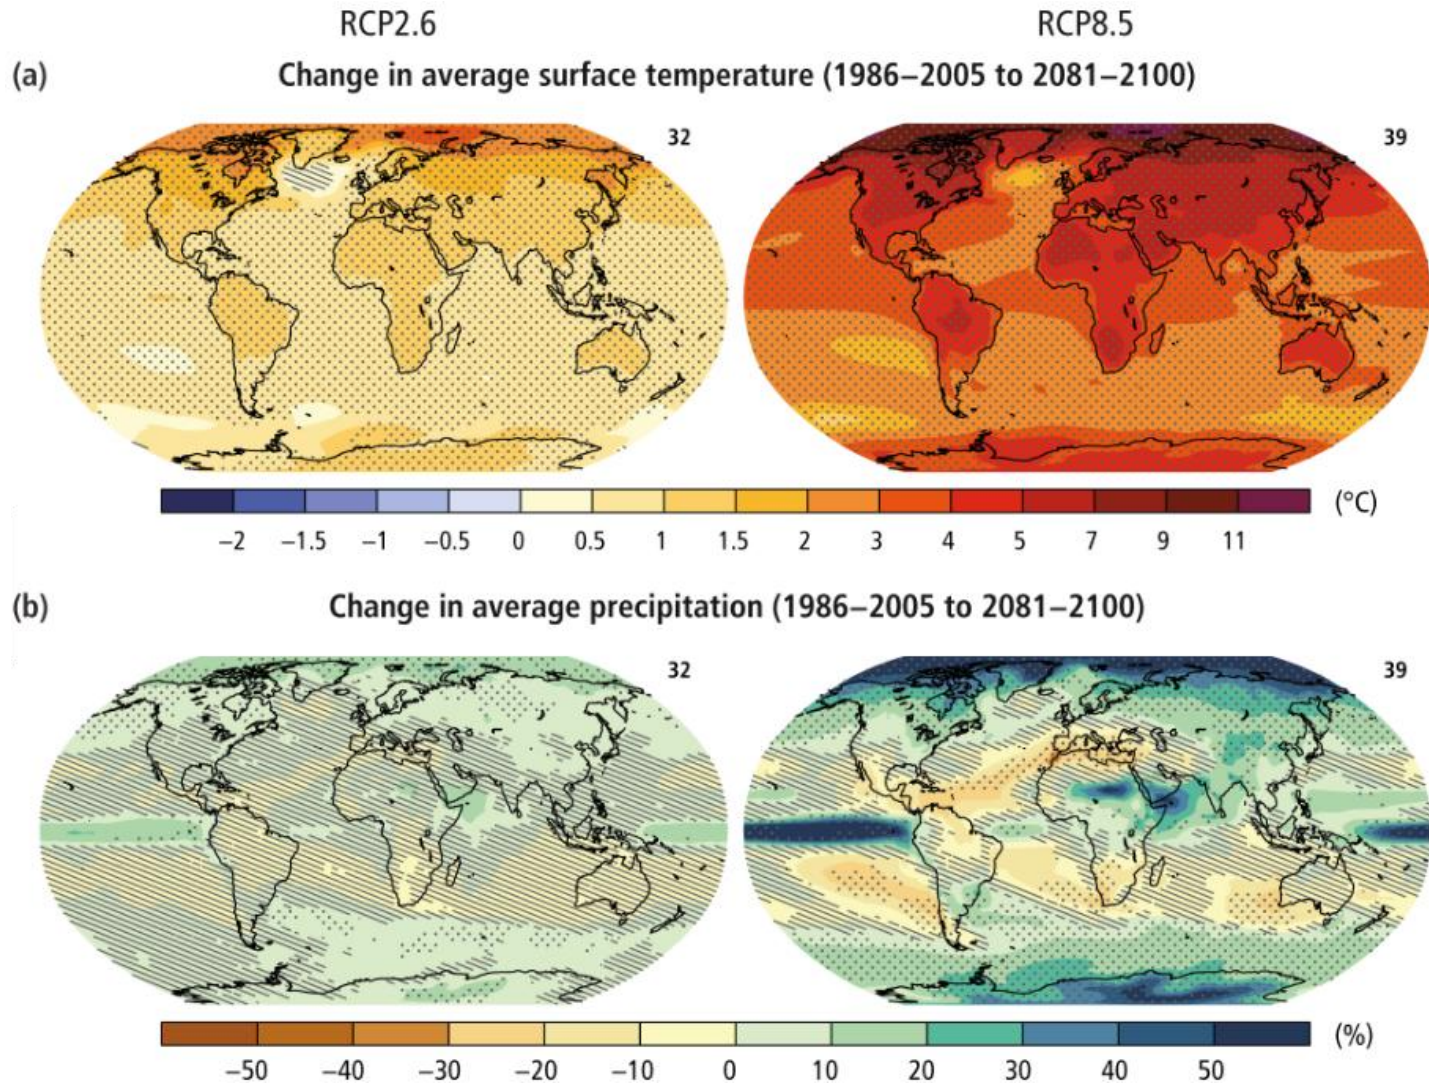 RCP2.6 RCP8.5
(a) Change in average surface temperature (1986–2005 to 2081–2100)
32 39
(°C)
−2 −1.5 −1 −0.5 0 0.5 1 1.5 2 3 4 5 7 9 11
(b) Change in average precipitation (1986–2005 to 2081–2100)
32 39
(%)
−50 −40 −30 −20 −10 0 10 20 30 40 50